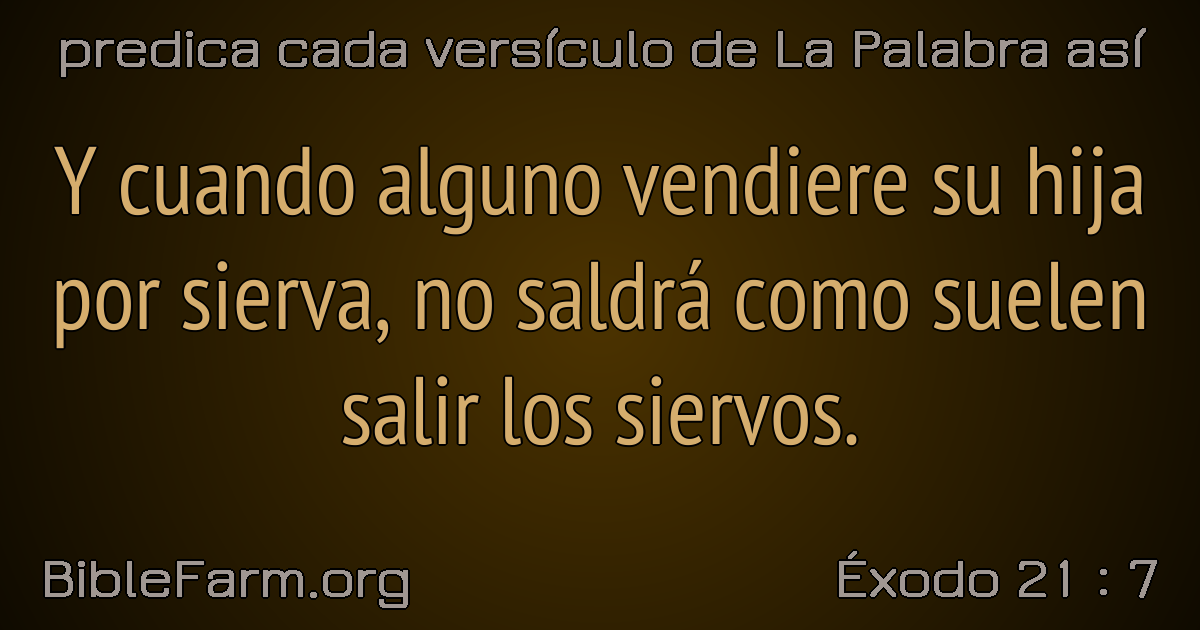 predica cada versículo de La Palabra así
Y cuando alguno vendiere su hija
por sierva, no saldrá como suelen
salir los siervos.
BibleFarm.org
Éxodo 21 : 7